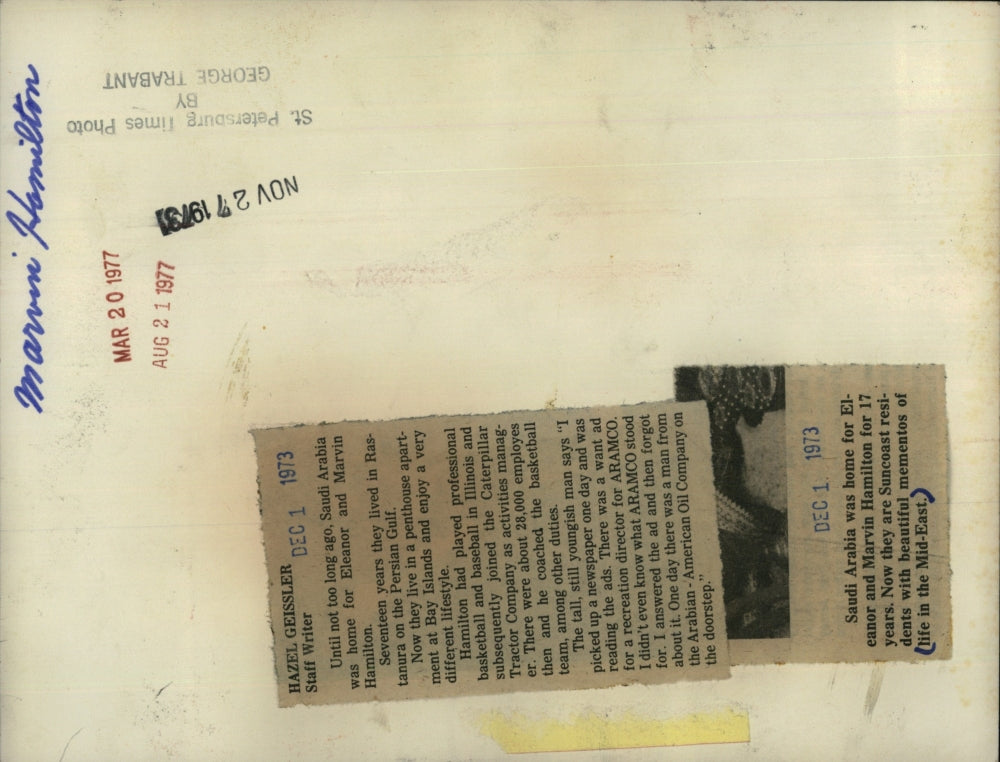 Marvin Hamilton
St. Petersburg Times Photo
BY
GEORGE TRABANT
NOV 27 1973
MAR 20 1977
AUG 21 1977
HAZEL GEISSLER
Staff Writer
DEC 1 1973
Until not too long ago, Saudi Arabia
was home for Eleanor and Marvin
Hamilton.
Seventeen years they lived in Ras-
tanura on the Persian Gulf.
Now they live in a penthouse apart-
ment at Bay Islands and enjoy a very
different lifestyle.
Hamilton had played professional
basketball and baseball in Illinois and
subsequently joined the Caterpillar
Tractor Company as activities manag-
er. There were about 28,000 employes
then and he coached the basketball
team, among other duties.
The tall, still youngish man says "I
picked up a newspaper one day and was
reading the ads. There was a want ad
for a recreation director for ARAMCO.
I didn't even know what ARAMCO stood
for. I answered the ad and then forgot
about it. One day there was a man from
the Arabian-American Oil Company on
the doorstep."
DEC 1. 1973
Saudi Arabia was home for El-
eanor and Marvin Hamilton for 17
years. Now they are Suncoast resi-
dents with beautiful mementos of
(life in the Mid-East.)